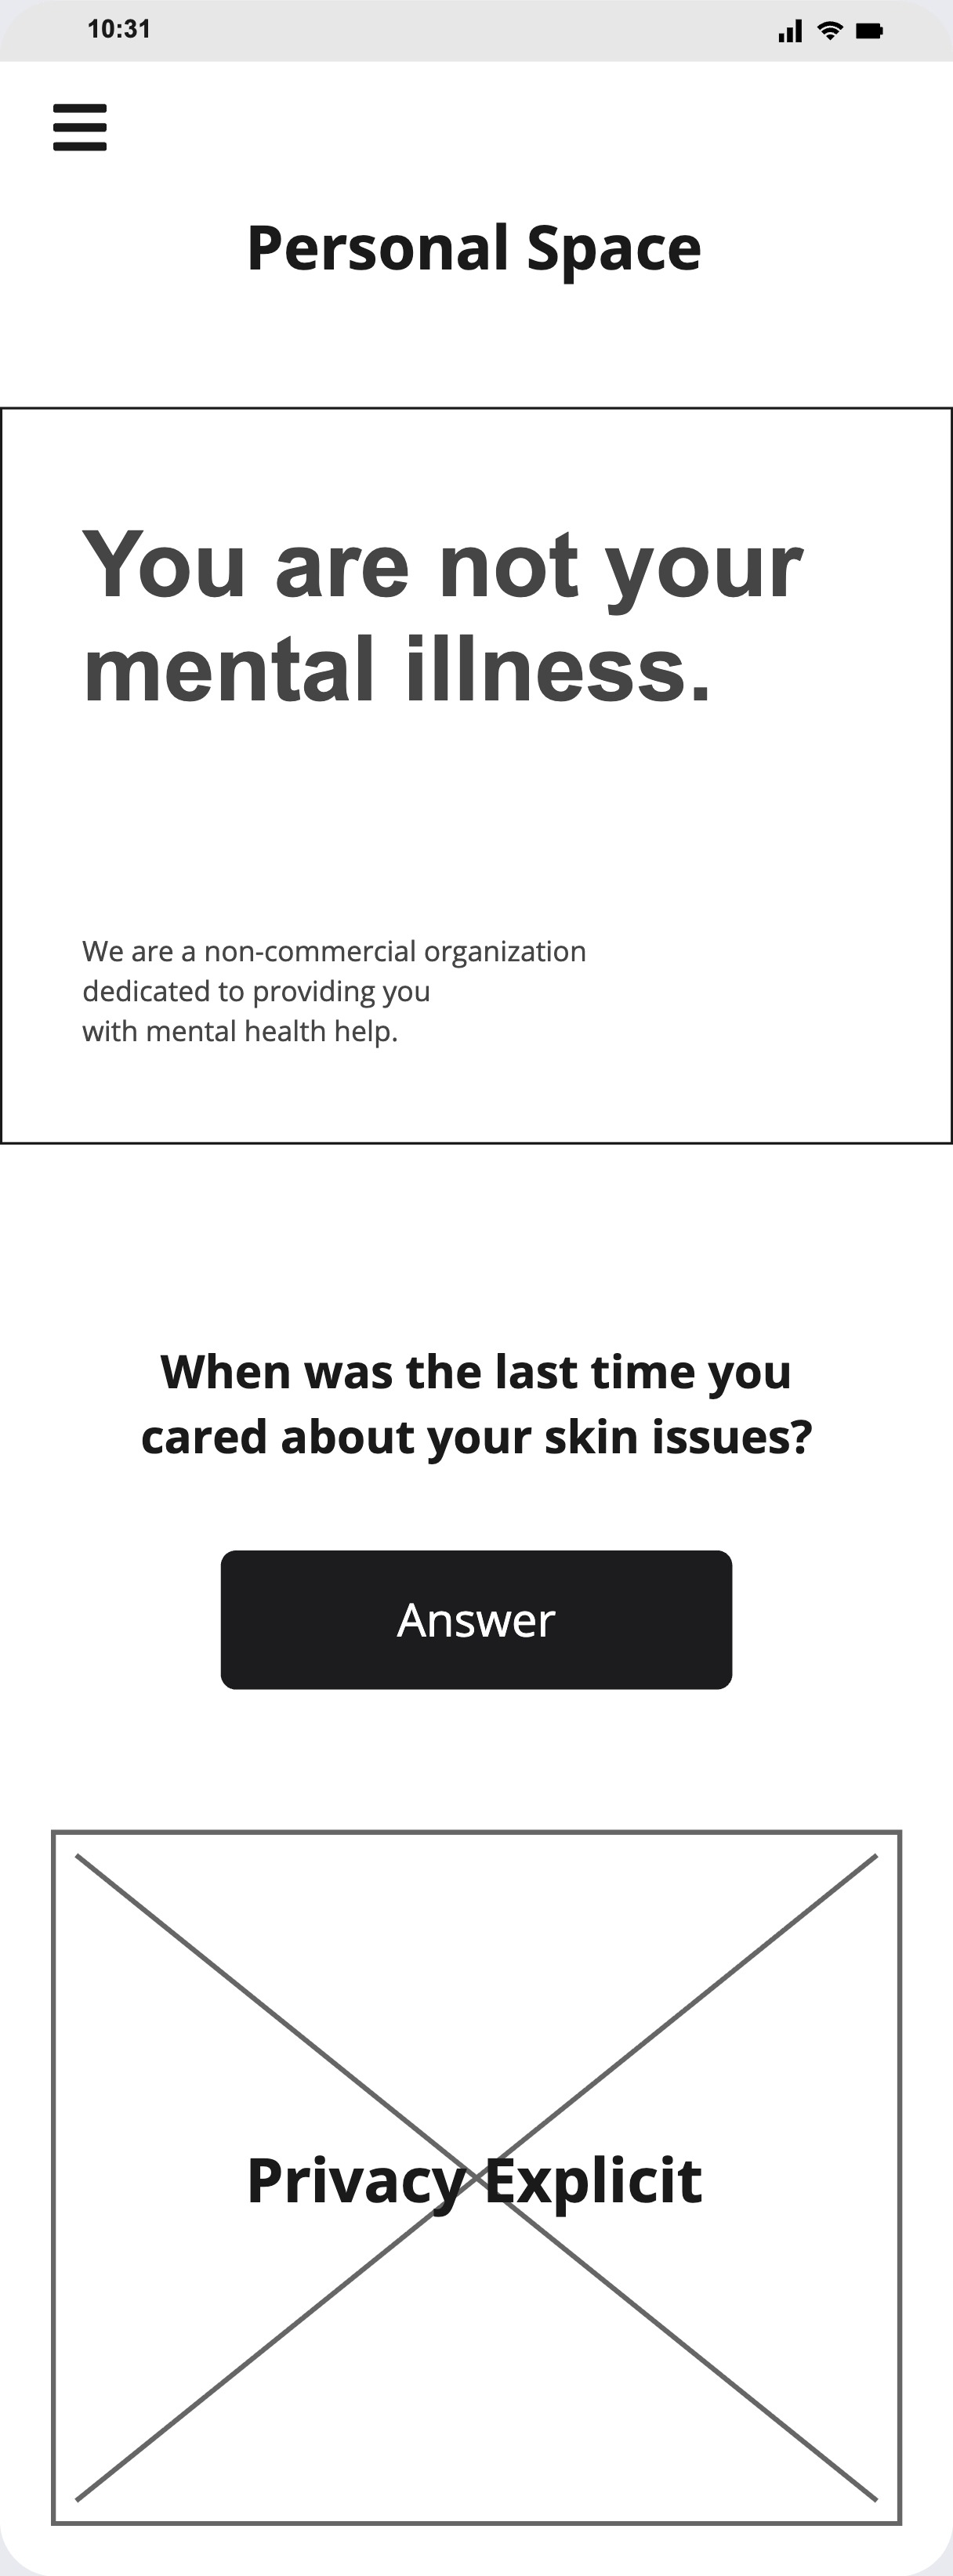 10:31
Personal Space
You are not your
mental illness.
We are a non-commercial organization
dedicated to providing you
with mental health help.
When was the last time you
cared about your skin issues?
Answer
Privacy Explicit